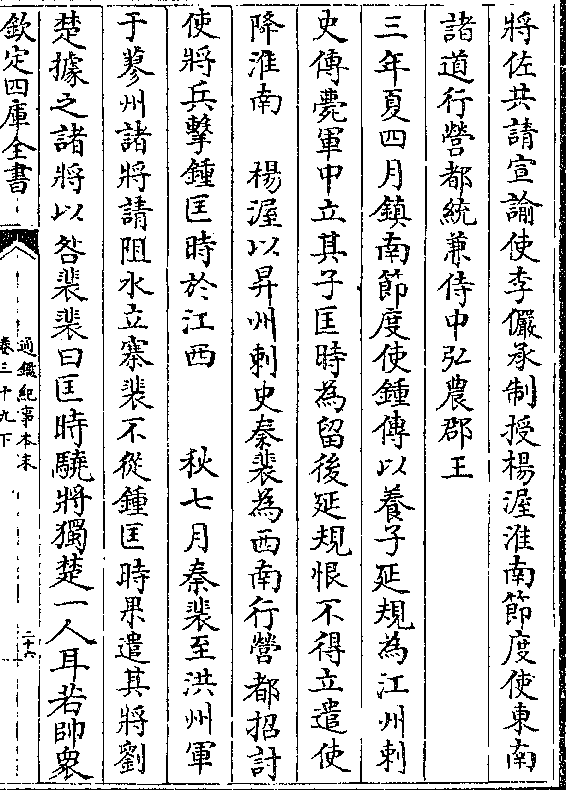 將佐共請宣諭使李儼承制授楊渥淮南節度使東南
諸道行營都統兼侍中弘農郡王
三年夏四月鎮南節度使鍾傳以養子延規為江州刺
史傳薨軍中立其子匡時為留後延規恨不得立遣使
降淮南　楊渥以昇州刺史秦裴為西南行營都招討
使將兵擊鍾匡時於江西　　秋七月秦裴至洪州軍
于蓼州諸將請阻水立寨裴不從鍾匡時果遣其將劉
楚據之諸將以咎裴裴曰匡時驍將獨楚一人耳若帥衆
欽定四庫全書
通鑑紀事本末
卷三十九下
二十六